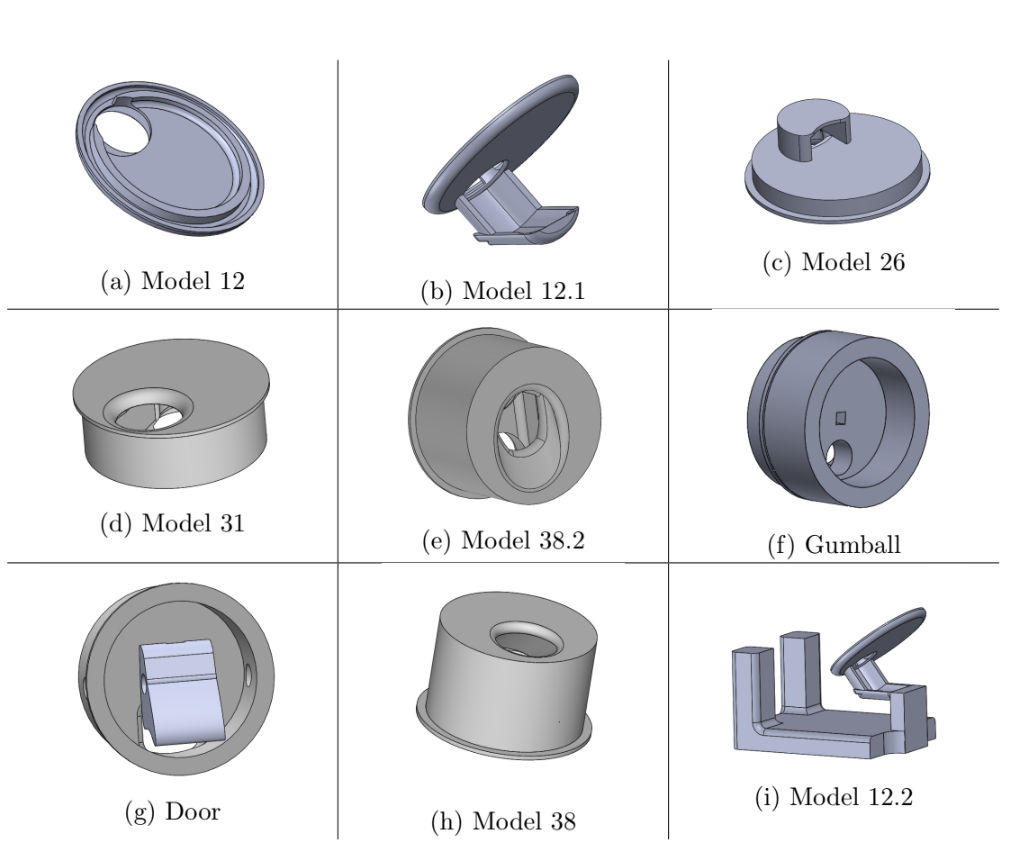 (a) Model 12
(b) Model 12.1
(c) Model 26
(d) Model 31
(e) Model 38.2
(f) Gumball
(g) Door
(h) Model 38
(i) Model 12.2